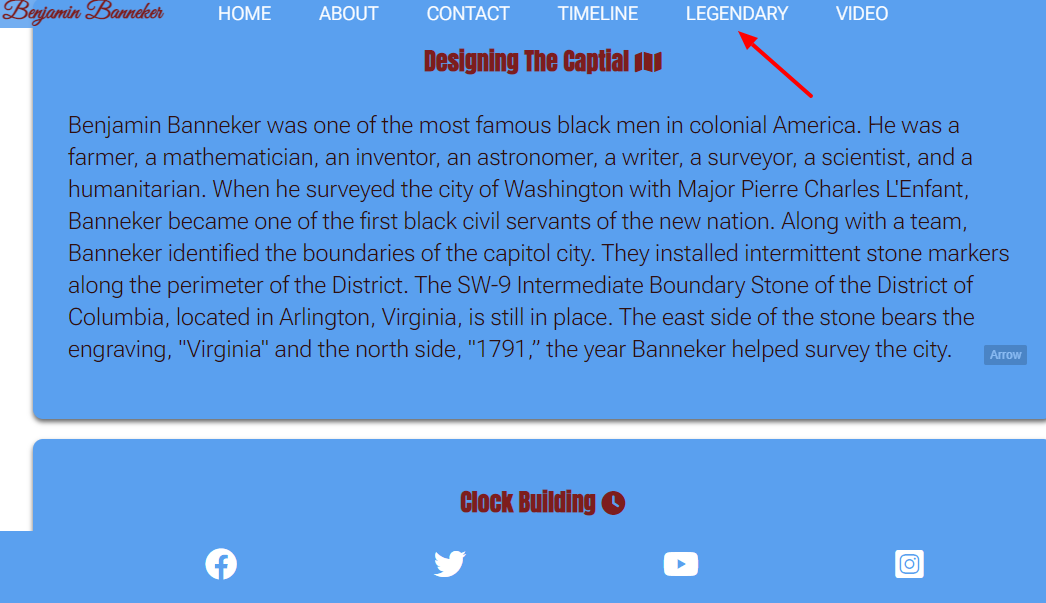 Benjamin Banneker HOME ABOUT CONTACT TIMELINE LEGENDARY VIDEO
Designing The Captial
Benjamin Banneker was one of the most famous black men in colonial America. He was a
farmer, a mathematician, an inventor, an astronomer, a writer, a surveyor, a scientist, and a
humanitarian. When he surveyed the city of Washington with Major Pierre Charles L'Enfant,
Banneker became one of the first black civil servants of the new nation. Along with a team,
Banneker identified the boundaries of the capitol city. They installed intermittent stone markers
along the perimeter of the District. The SW-9 Intermediate Boundary Stone of the District of
Columbia, located in Arlington, Virginia, is still in place. The east side of the stone bears the
engraving, "Virginia" and the north side, "1791,” the year Banneker helped survey the city.
Arrow
Clock Building